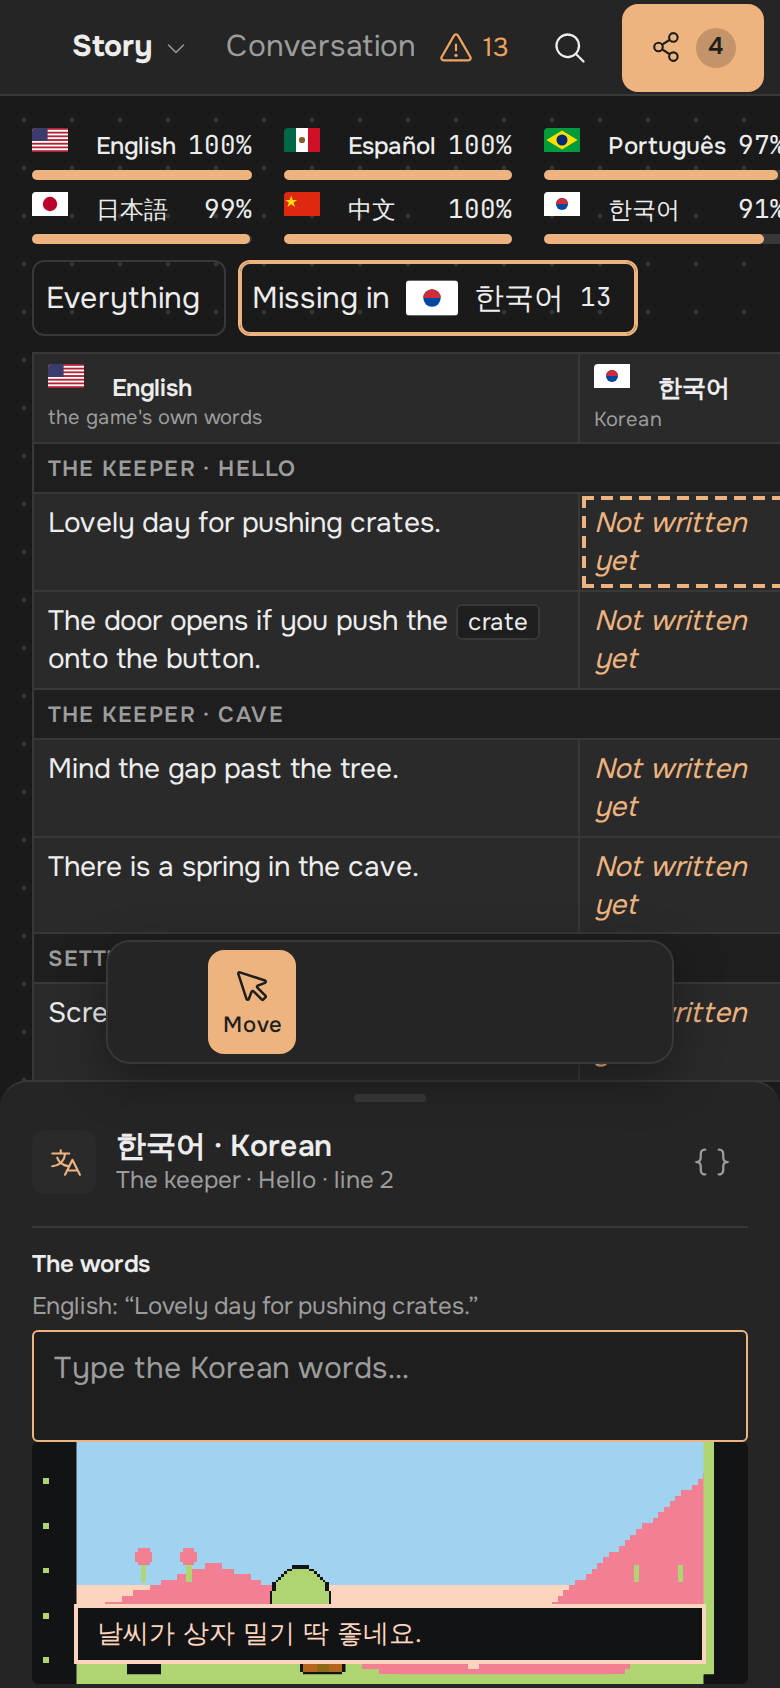 Story
Conversation
13
4
English 100%
Español 100%
Português 97%
日本語 99%
中文 100%
한국어 91%
Everything
Missing in 한국어 13
English
the game's own words
한국어
Korean
THE KEEPER · HELLO
Lovely day for pushing crates.
Not written
yet
The door opens if you push the crate
onto the button.
Not written
yet
THE KEEPER · CAVE
Mind the gap past the tree.
Not written
yet
There is a spring in the cave.
Not written
yet
Move
한국어 · Korean
The keeper · Hello · line 2
{ }
The words
English: “Lovely day for pushing crates.”
Type the Korean words...
날씨가 상자 밀기 딱 좋네요.